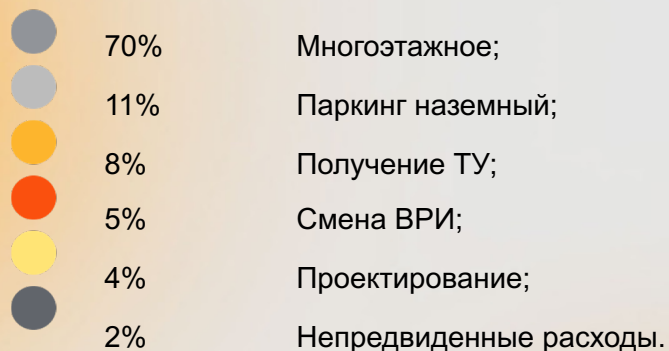 70% Многоэтажное;
11% Паркинг наземный;
8% Получение ТУ;
5% Смена ВРИ;
4% Проектирование;
2% Непредвиденные расходы.